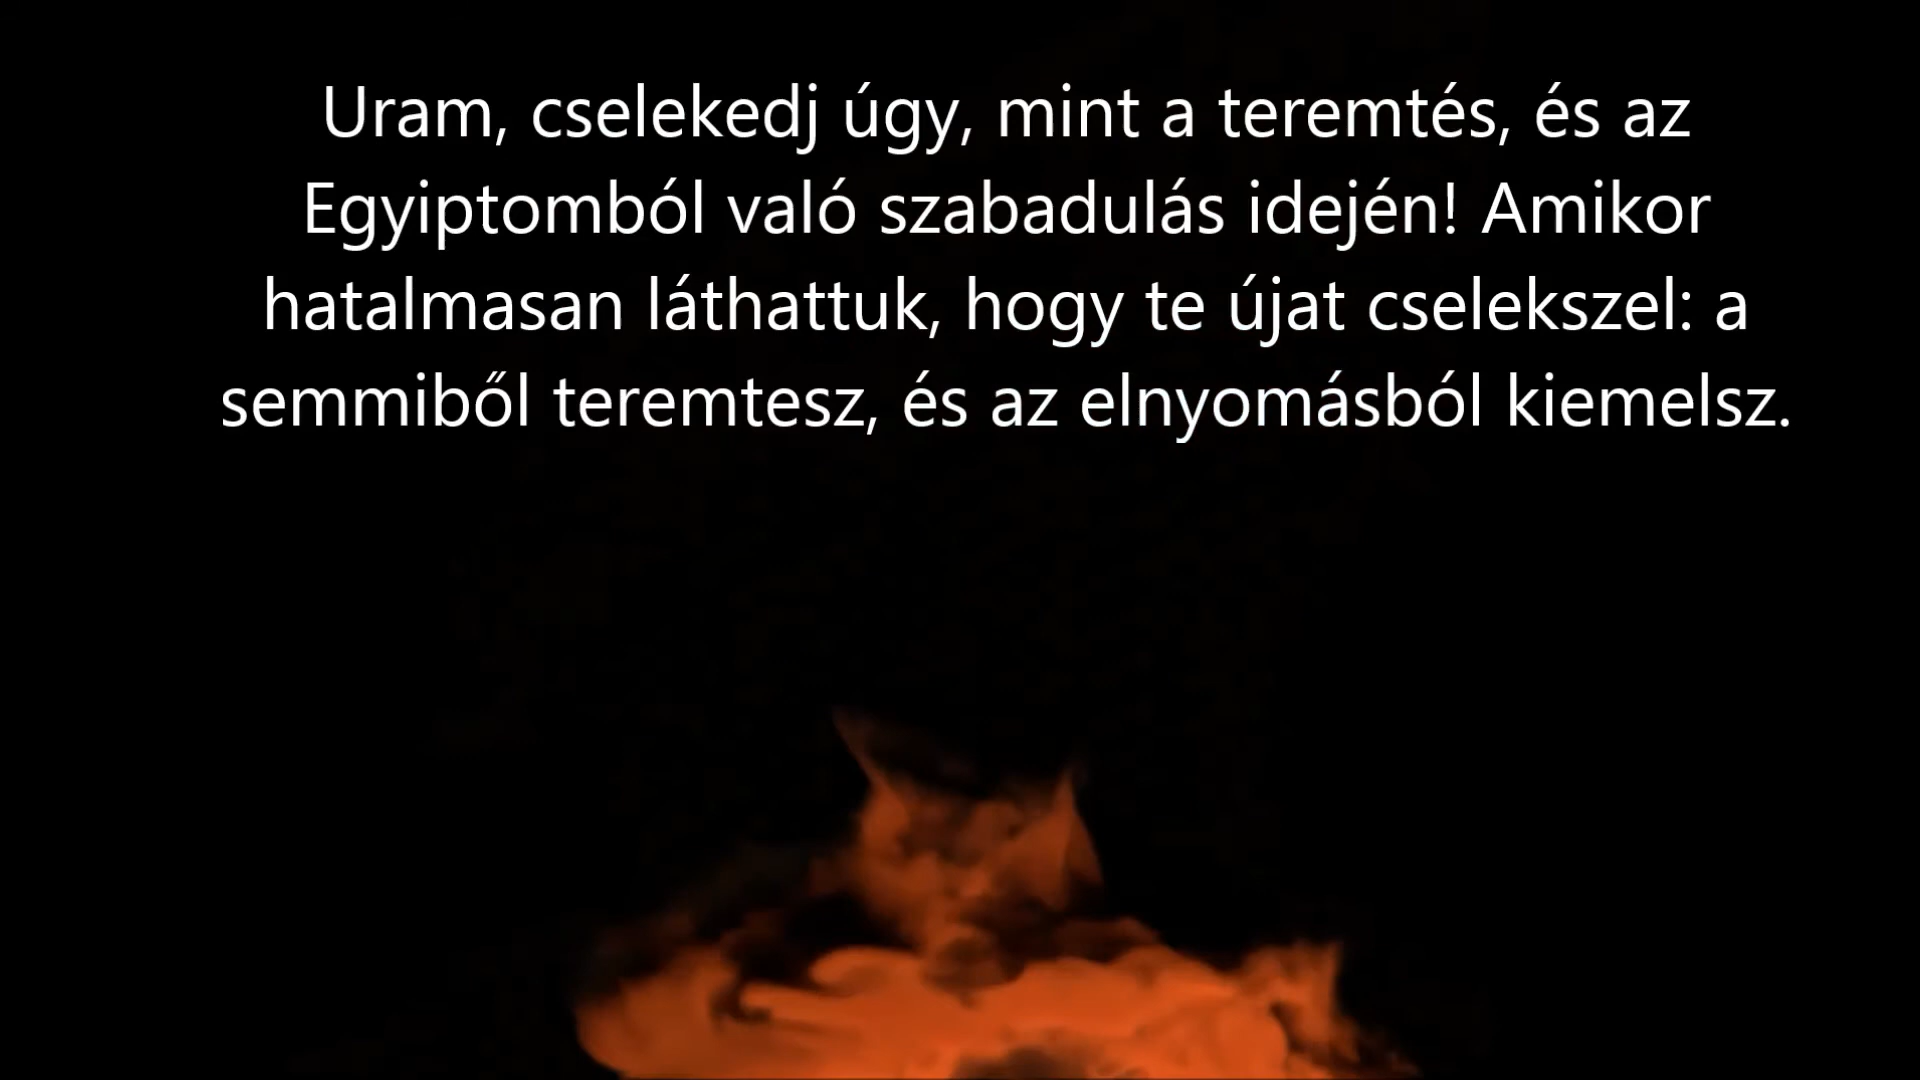 Uram, cselekedj úgy, mint a teremtés, és az
Egyiptomból való szabadulás idején! Amikor
hatalmasan láthattuk, hogy te újat cselekszel: a
semmiből teremtesz, és az elnyomásból kiemelsz.